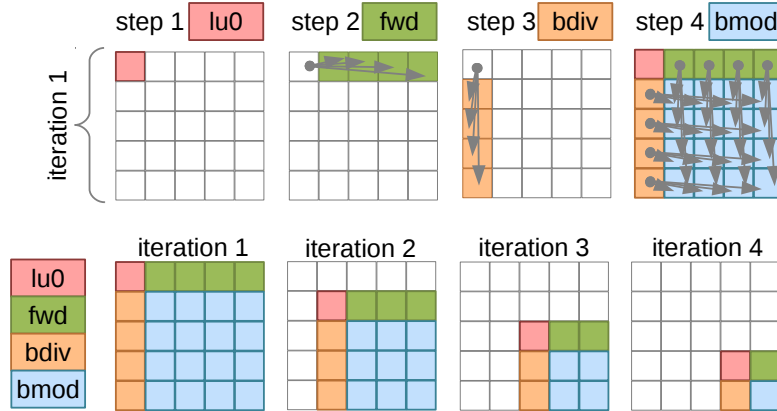 step 1 lu0 step 2 fwd step 3 bdiv step 4 bmod
iteration 1
iteration 1 iteration 2 iteration 3 iteration 4
lu0
fwd
bdiv
bmod